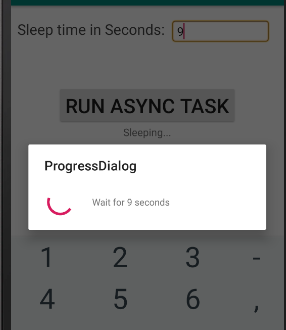 Sleep time in Seconds: 9
RUN ASYNC TASK
Sleeping...
ProgressDialog
Wait for 9 seconds
1 2 3 -
4 5 6 ,